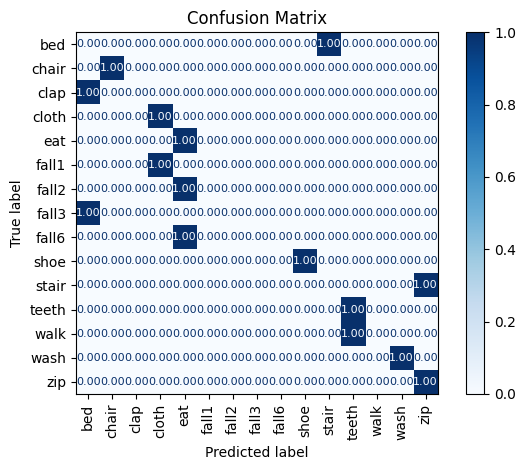 Confusion Matrix
True label
bed 0.00 0.00 0.00 0.00 0.00 0.00 0.00 0.00 0.00 0.00 1.00 0.00 0.00 0.00 0.00
chair 0.00 1.00 0.00 0.00 0.00 0.00 0.00 0.00 0.00 0.00 0.00 0.00 0.00 0.00 0.00
clap 1.00 0.00 0.00 0.00 0.00 0.00 0.00 0.00 0.00 0.00 0.00 0.00 0.00 0.00 0.00
cloth 0.00 0.00 0.00 1.00 0.00 0.00 0.00 0.00 0.00 0.00 0.00 0.00 0.00 0.00 0.00
eat 0.00 0.00 0.00 0.00 1.00 0.00 0.00 0.00 0.00 0.00 0.00 0.00 0.00 0.00 0.00
fall1 0.00 0.00 0.00 1.00 0.00 0.00 0.00 0.00 0.00 0.00 0.00 0.00 0.00 0.00 0.00
fall2 0.00 0.00 0.00 0.00 1.00 0.00 0.00 0.00 0.00 0.00 0.00 0.00 0.00 0.00 0.00
fall3 1.00 0.00 0.00 0.00 0.00 0.00 0.00 0.00 0.00 0.00 0.00 0.00 0.00 0.00 0.00
fall6 0.00 0.00 0.00 0.00 1.00 0.00 0.00 0.00 0.00 0.00 0.00 0.00 0.00 0.00 0.00
shoe 0.00 0.00 0.00 0.00 0.00 0.00 0.00 0.00 0.00 1.00 0.00 0.00 0.00 0.00 0.00
stair 0.00 0.00 0.00 0.00 0.00 0.00 0.00 0.00 0.00 0.00 0.00 0.00 0.00 0.00 1.00
teeth 0.00 0.00 0.00 0.00 0.00 0.00 0.00 0.00 0.00 0.00 0.00 1.00 0.00 0.00 0.00
walk 0.00 0.00 0.00 0.00 0.00 0.00 0.00 0.00 0.00 0.00 0.00 1.00 0.00 0.00 0.00
wash 0.00 0.00 0.00 0.00 0.00 0.00 0.00 0.00 0.00 0.00 0.00 0.00 0.00 1.00 0.00
zip 0.00 0.00 0.00 0.00 0.00 0.00 0.00 0.00 0.00 0.00 0.00 0.00 0.00 0.00 1.00
bed chair clap cloth eat fall1 fall2 fall3 fall6 shoe stair teeth walk wash zip
Predicted label
1.0
0.8
0.6
0.4
0.2
0.0